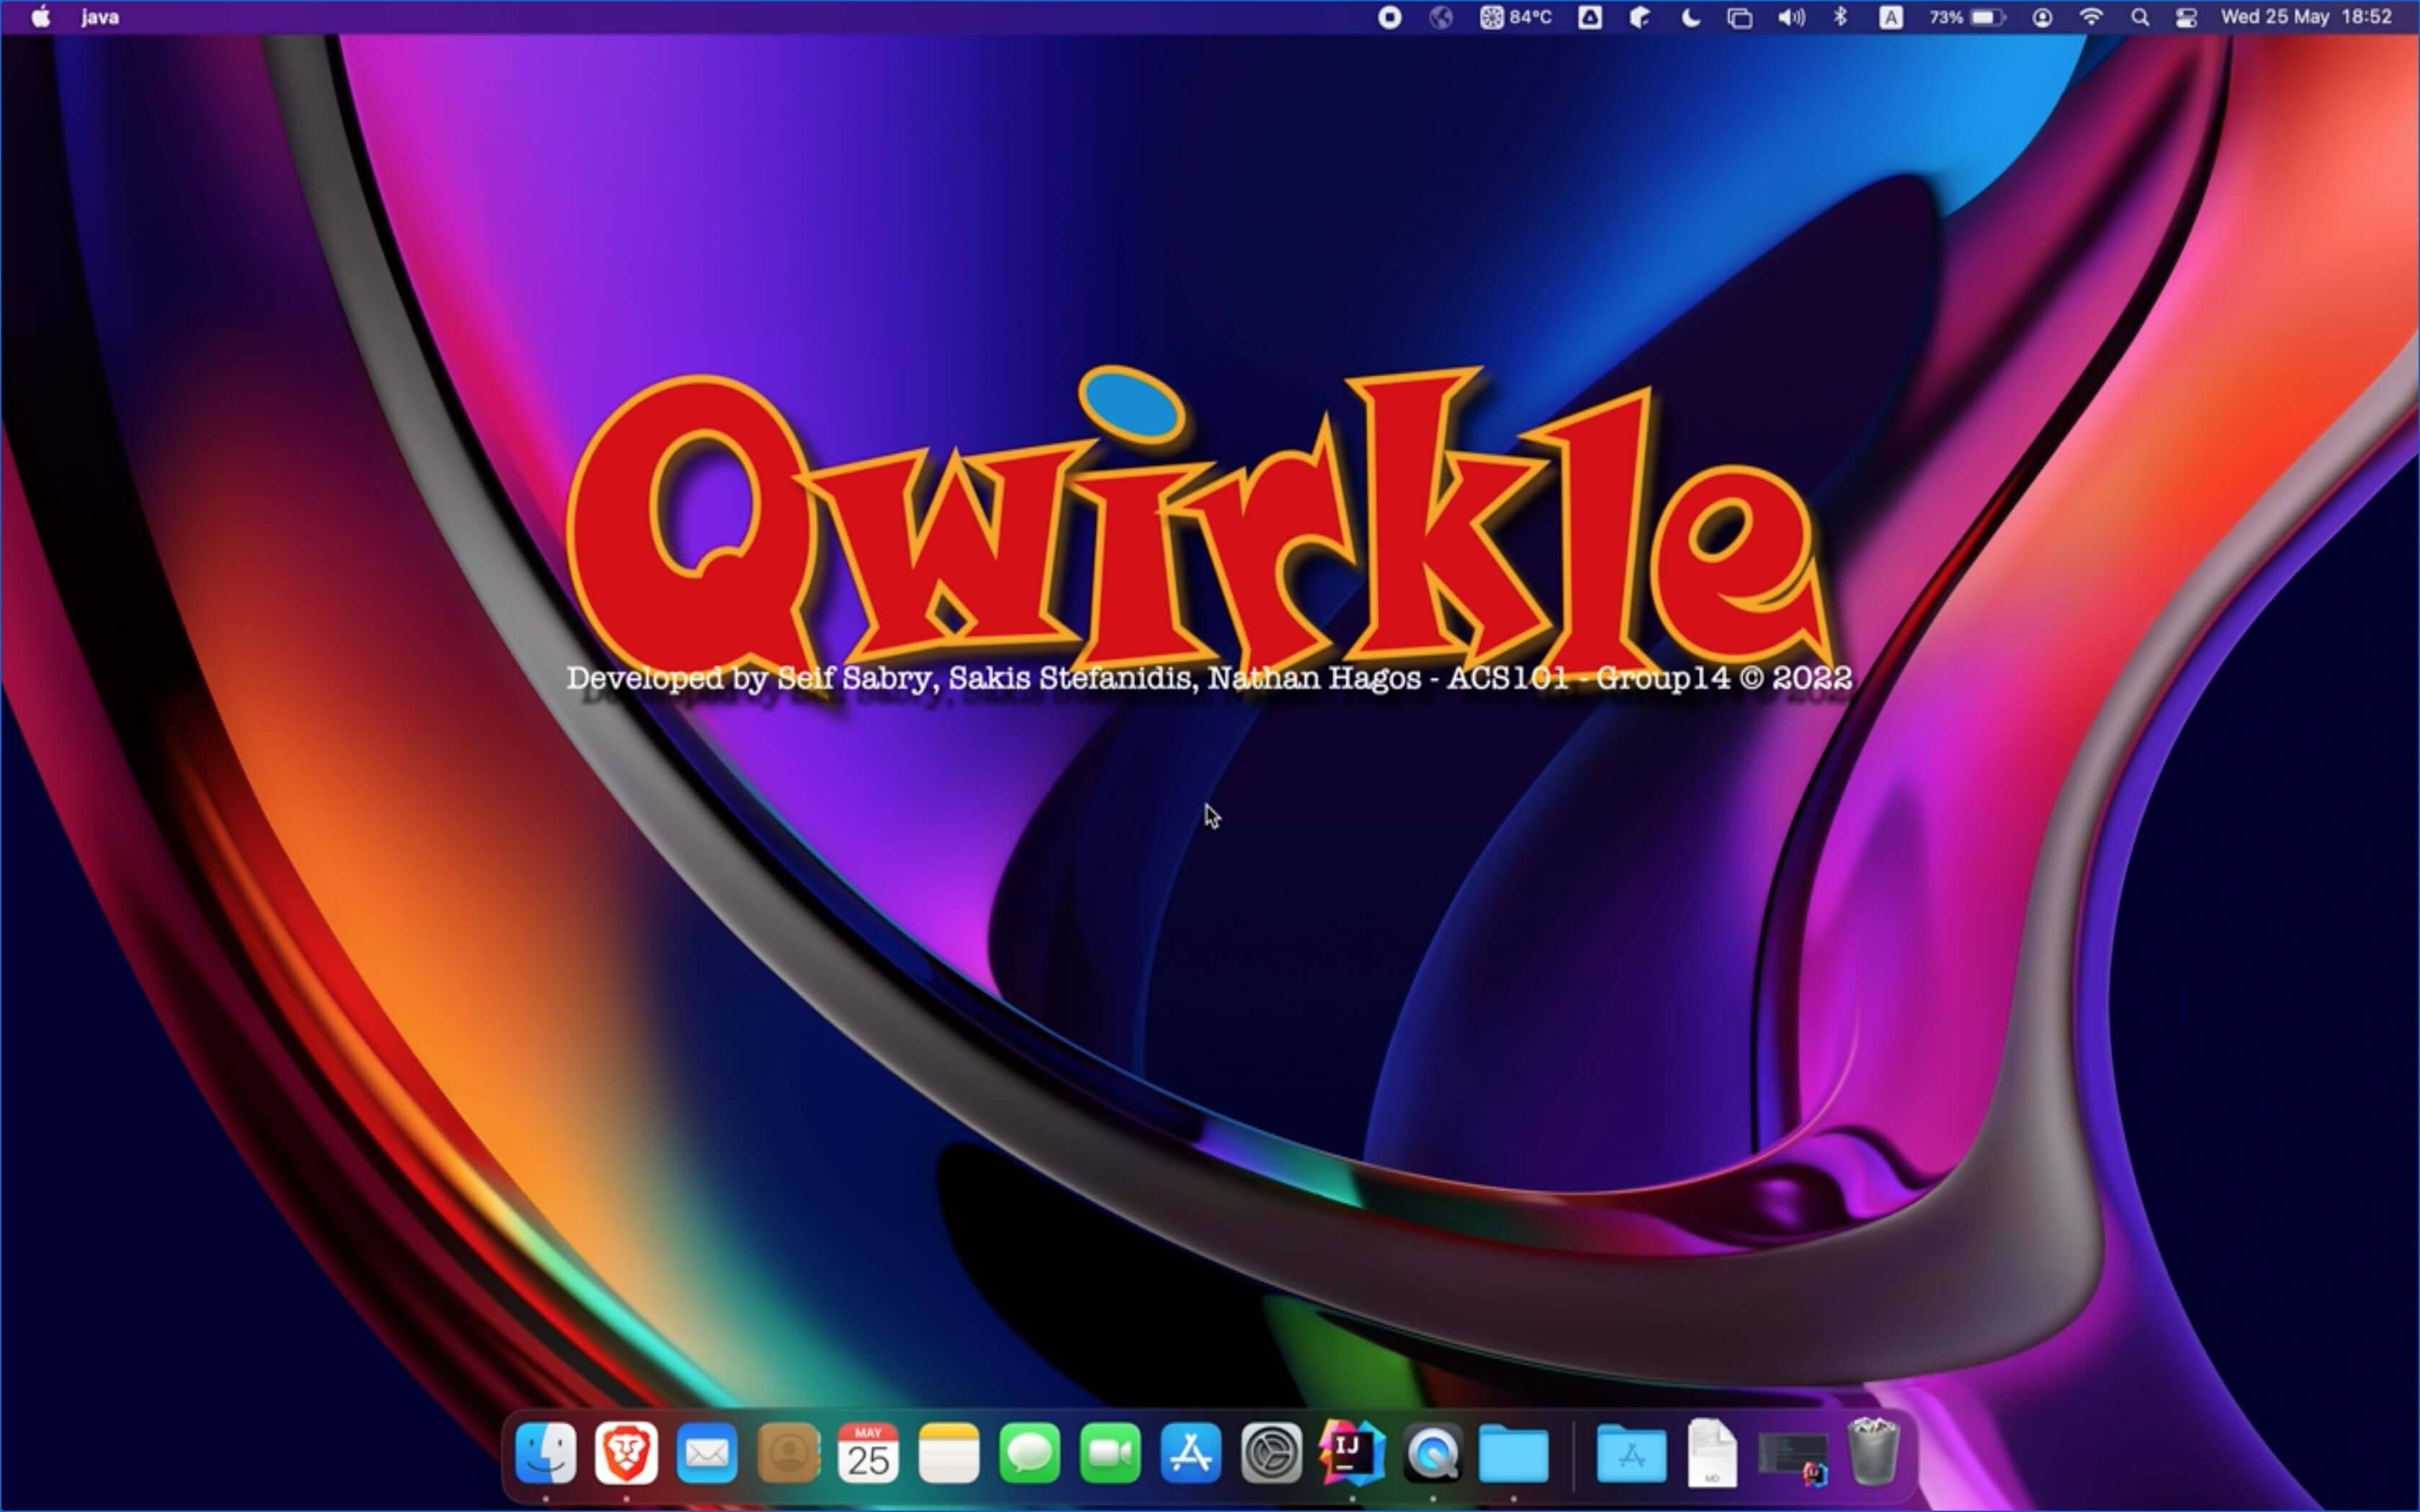 java 84°C A 73% Wed 25 May 18:52
Qwirkle
Developed by Seif Sabry, Sakis Stefanidis, Nathan Hagos - ACS101 - Group14 © 2022
MAY
25
IJ
MD